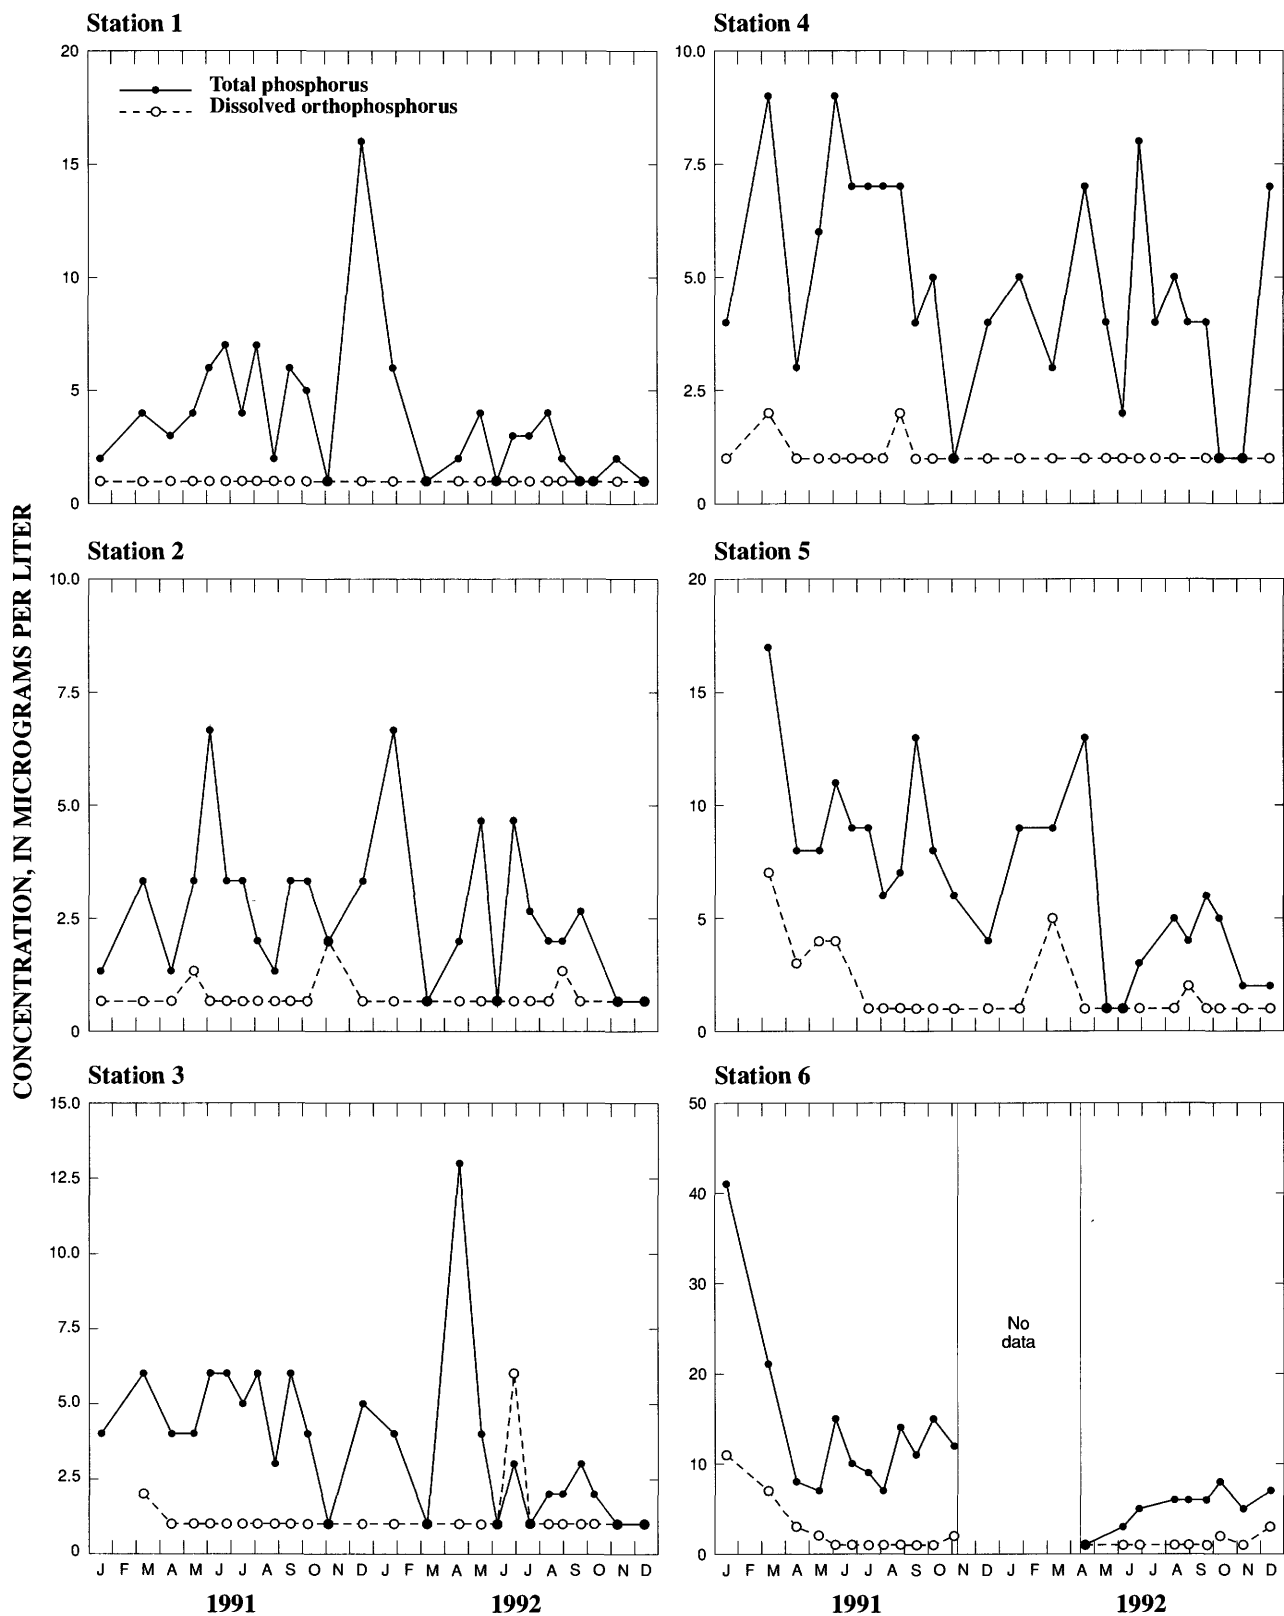 CONCENTRATION, IN MICROGRAMS PER LITER
Station 1
20
15
10
5
0
Total phosphorus
Dissolved orthophosphorus
Station 4
10.0
7.5
5.0
2.5
0
Station 2
10.0
7.5
5.0
2.5
0
Station 5
20
15
10
5
0
Station 3
15.0
12.5
10.0
7.5
5.0
2.5
0
J F M A M J J A S O N D J F M A M J J A S O N D
1991 1992
Station 6
50
40
30
20
10
0
No
data
J F M A M J J A S O N D J F M A M J J A S O N D
1991 1992